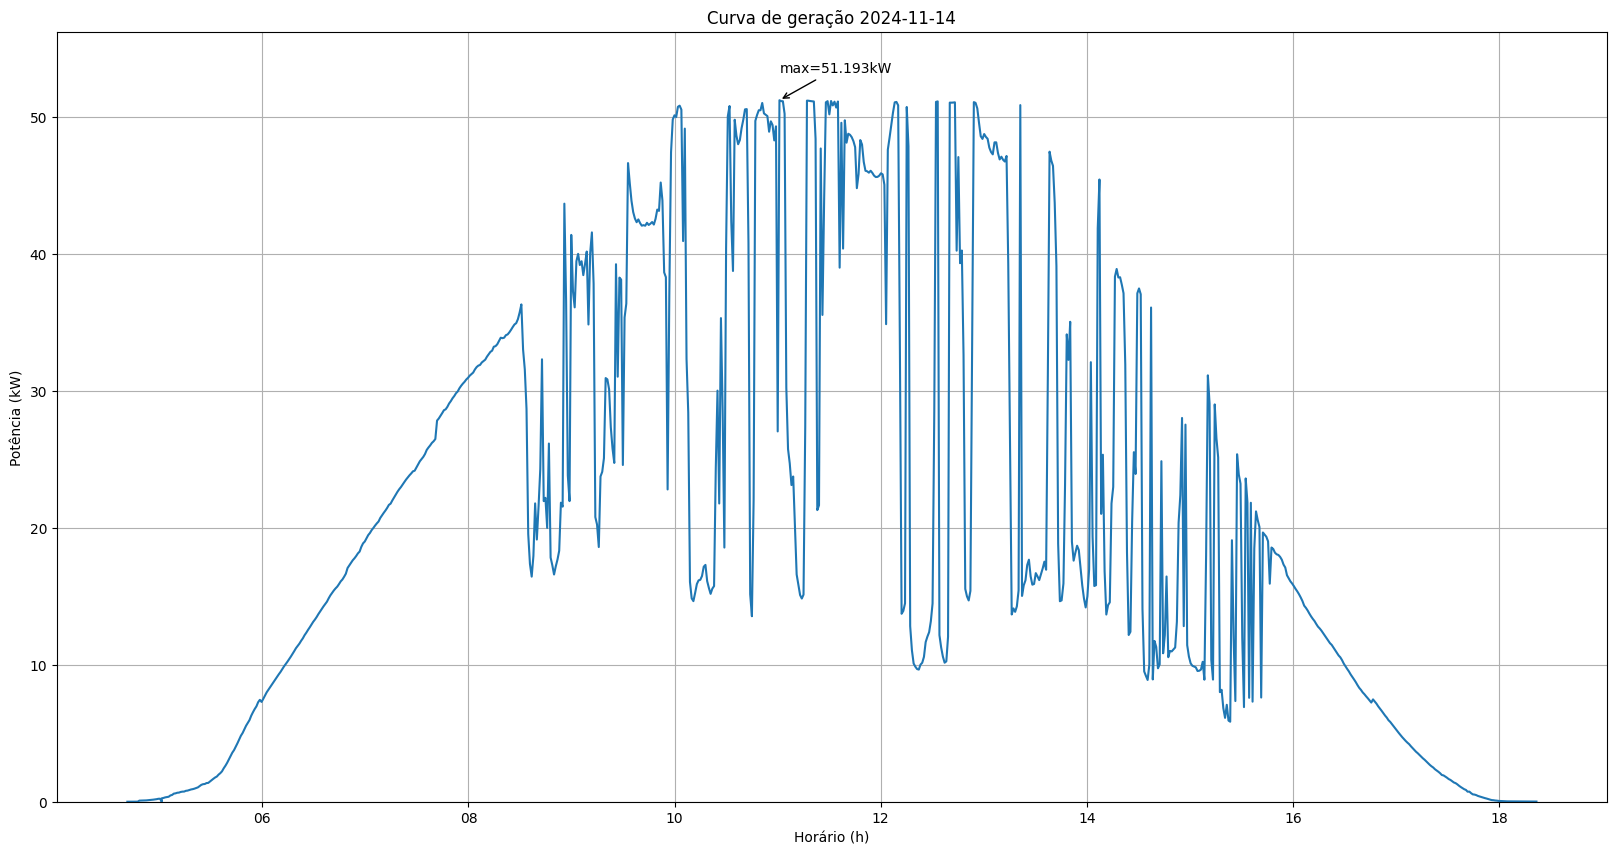 Curva de geração 2024-11-14
max=51.193kW
Potência (kW)
50
40
30
20
10
0
06 08 10 12 14 16 18
Horário (h)